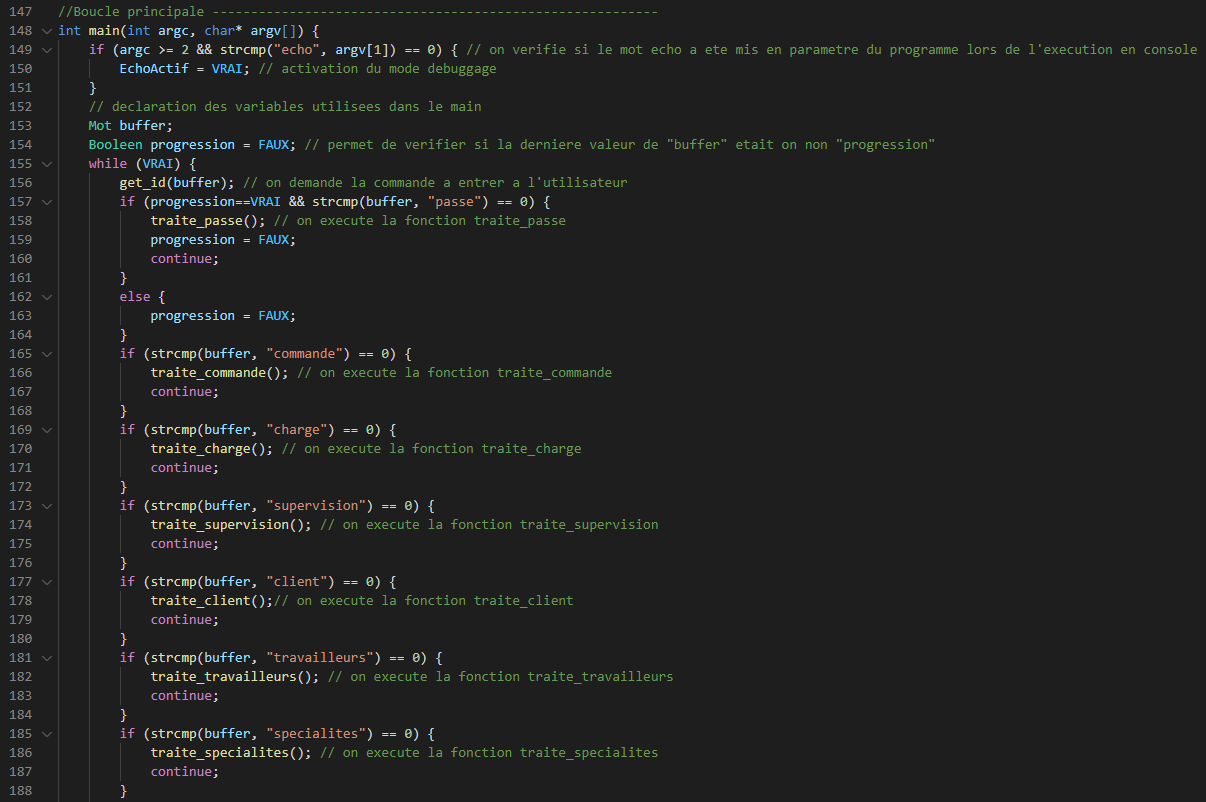 147 //Boucle principale ----------------------------------------------------------
148 int main(int argc, char* argv[]) {
149 if (argc >= 2 && strcmp("echo", argv[1]) == 0) { // on verifie si le mot echo a ete mis en parametre du programme lors de l'execution en console
150 EchoActif = VRAI; // activation du mode debuggage
151 }
152 // declaration des variables utilisees dans le main
153 Mot buffer;
154 Booleen progression = FAUX; // permet de verifier si la derniere valeur de "buffer" etait on non "progression"
155 while (VRAI) {
156 get_id(buffer); // on demande la commande a entrer a l'utilisateur
157 if (progression==VRAI && strcmp(buffer, "passe") == 0) {
158 traite_passe(); // on execute la fonction traite_passe
159 progression = FAUX;
160 continue;
161 }
162 else {
163 progression = FAUX;
164 }
165 if (strcmp(buffer, "commande") == 0) {
166 traite_commande(); // on execute la fonction traite_commande
167 continue;
168 }
169 if (strcmp(buffer, "charge") == 0) {
170 traite_charge(); // on execute la fonction traite_charge
171 continue;
172 }
173 if (strcmp(buffer, "supervision") == 0) {
174 traite_supervision(); // on execute la fonction traite_supervision
175 continue;
176 }
177 if (strcmp(buffer, "client") == 0) {
178 traite_client();// on execute la fonction traite_client
179 continue;
180 }
181 if (strcmp(buffer, "travailleurs") == 0) {
182 traite_travailleurs(); // on execute la fonction traite_travailleurs
183 continue;
184 }
185 if (strcmp(buffer, "specialites") == 0) {
186 traite_specialites(); // on execute la fonction traite_specialites
187 continue;
188 }